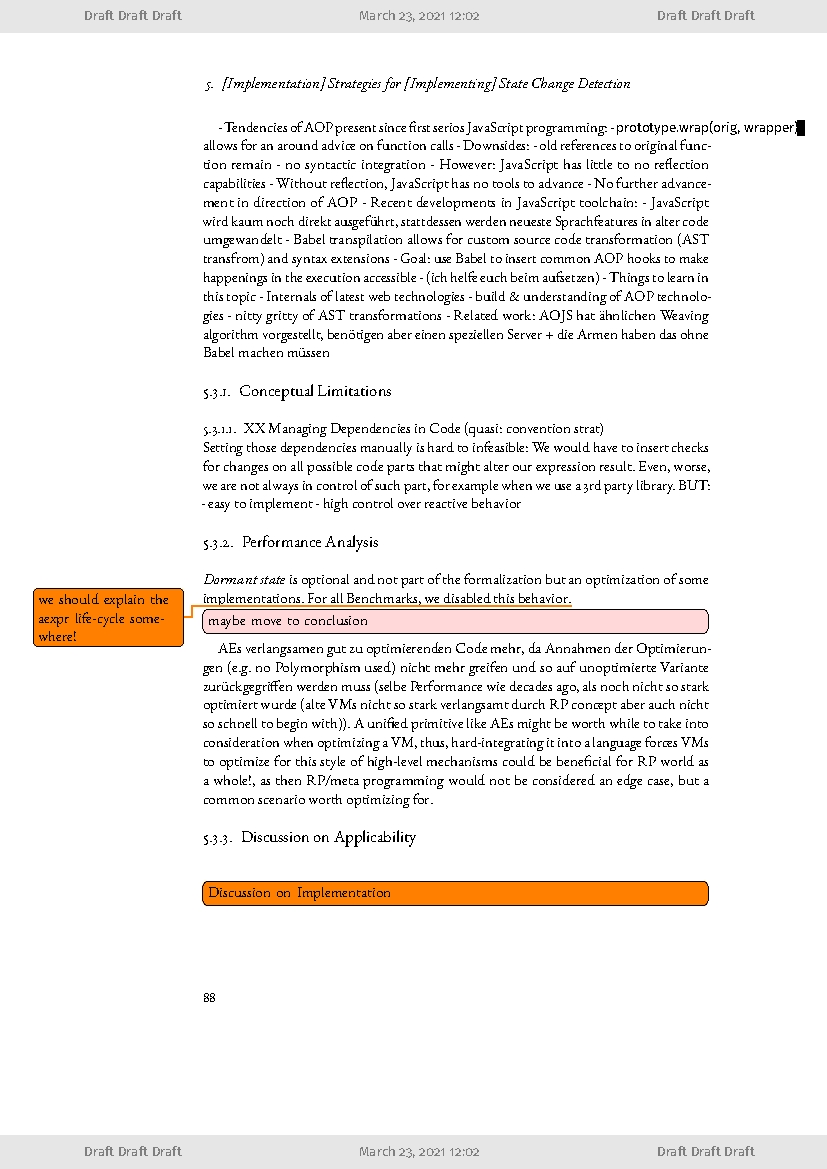 Draft Draft Draft March 23, 2021 12:02 Draft Draft Draft
5. [Implementation] Strategies for [Implementing] State Change Detection
- Tendencies of AOP present since first serios JavaScript programming: - prototype.wrap(orig, wrapper)
allows for an around advice on function calls - Downsides: - old references to original func-
tion remain - no syntactic integration - However: JavaScript has little to no reflection
capabilities - Without reflection, JavaScript has no tools to advance - No further advance-
ment in direction of AOP - Recent developments in JavaScript toolchain: - JavaScript
wird kaum noch direkt ausgeführt, stattdessen werden neueste Sprachfeatures in alter code
umgewandelt - Babel transpilation allows for custom source code transformation (AST
transfrom) and syntax extensions - Goal: use Babel to insert common AOP hooks to make
happenings in the execution accessible - (ich helfe euch beim aufsetzen) - Things to learn in
this topic - Internals of latest web technologies - build & understanding of AOP technolo-
gies - nitty gritty of AST transformations - Related work: AOJS hat ähnlichen Weaving
algorithm vorgestellt, benötigen aber einen speziellen Server + die Armen haben das ohne
Babel machen müssen
5.3.1. Conceptual Limitations
5.3.1.1. XX Managing Dependencies in Code (quasi: convention strat)
Setting those dependencies manually is hard to infeasible: We would have to insert checks
for changes on all possible code parts that might alter our expression result. Even, worse,
we are not always in control of such part, for example when we use a 3rd party library. BUT:
- easy to implement - high control over reactive behavior
5.3.2. Performance Analysis
Dormant state is optional and not part of the formalization but an optimization of some
implementations. For all Benchmarks, we disabled this behavior.
we should explain the
aexpr life-cycle some-
where!
maybe move to conclusion
AEs verlangsamen gut zu optimierenden Code mehr, da Annahmen der Optimierun-
gen (e.g. no Polymorphism used) nicht mehr greifen und so auf unoptimierte Variante
zurückgegriffen werden muss (selbe Performance wie decades ago, als noch nicht so stark
optimiert wurde (alte VMs nicht so stark verlangsamt durch RP concept aber auch nicht
so schnell to begin with)). A unified primitive like AEs might be worth while to take into
consideration when optimizing a VM, thus, hard-integrating it into a language forces VMs
to optimize for this style of high-level mechanisms could be beneficial for RP world as
a whole!, as then RP/meta programming would not be considered an edge case, but a
common scenario worth optimizing for.
5.3.3. Discussion on Applicability
Discussion on Implementation
88
Draft Draft Draft March 23, 2021 12:02 Draft Draft Draft